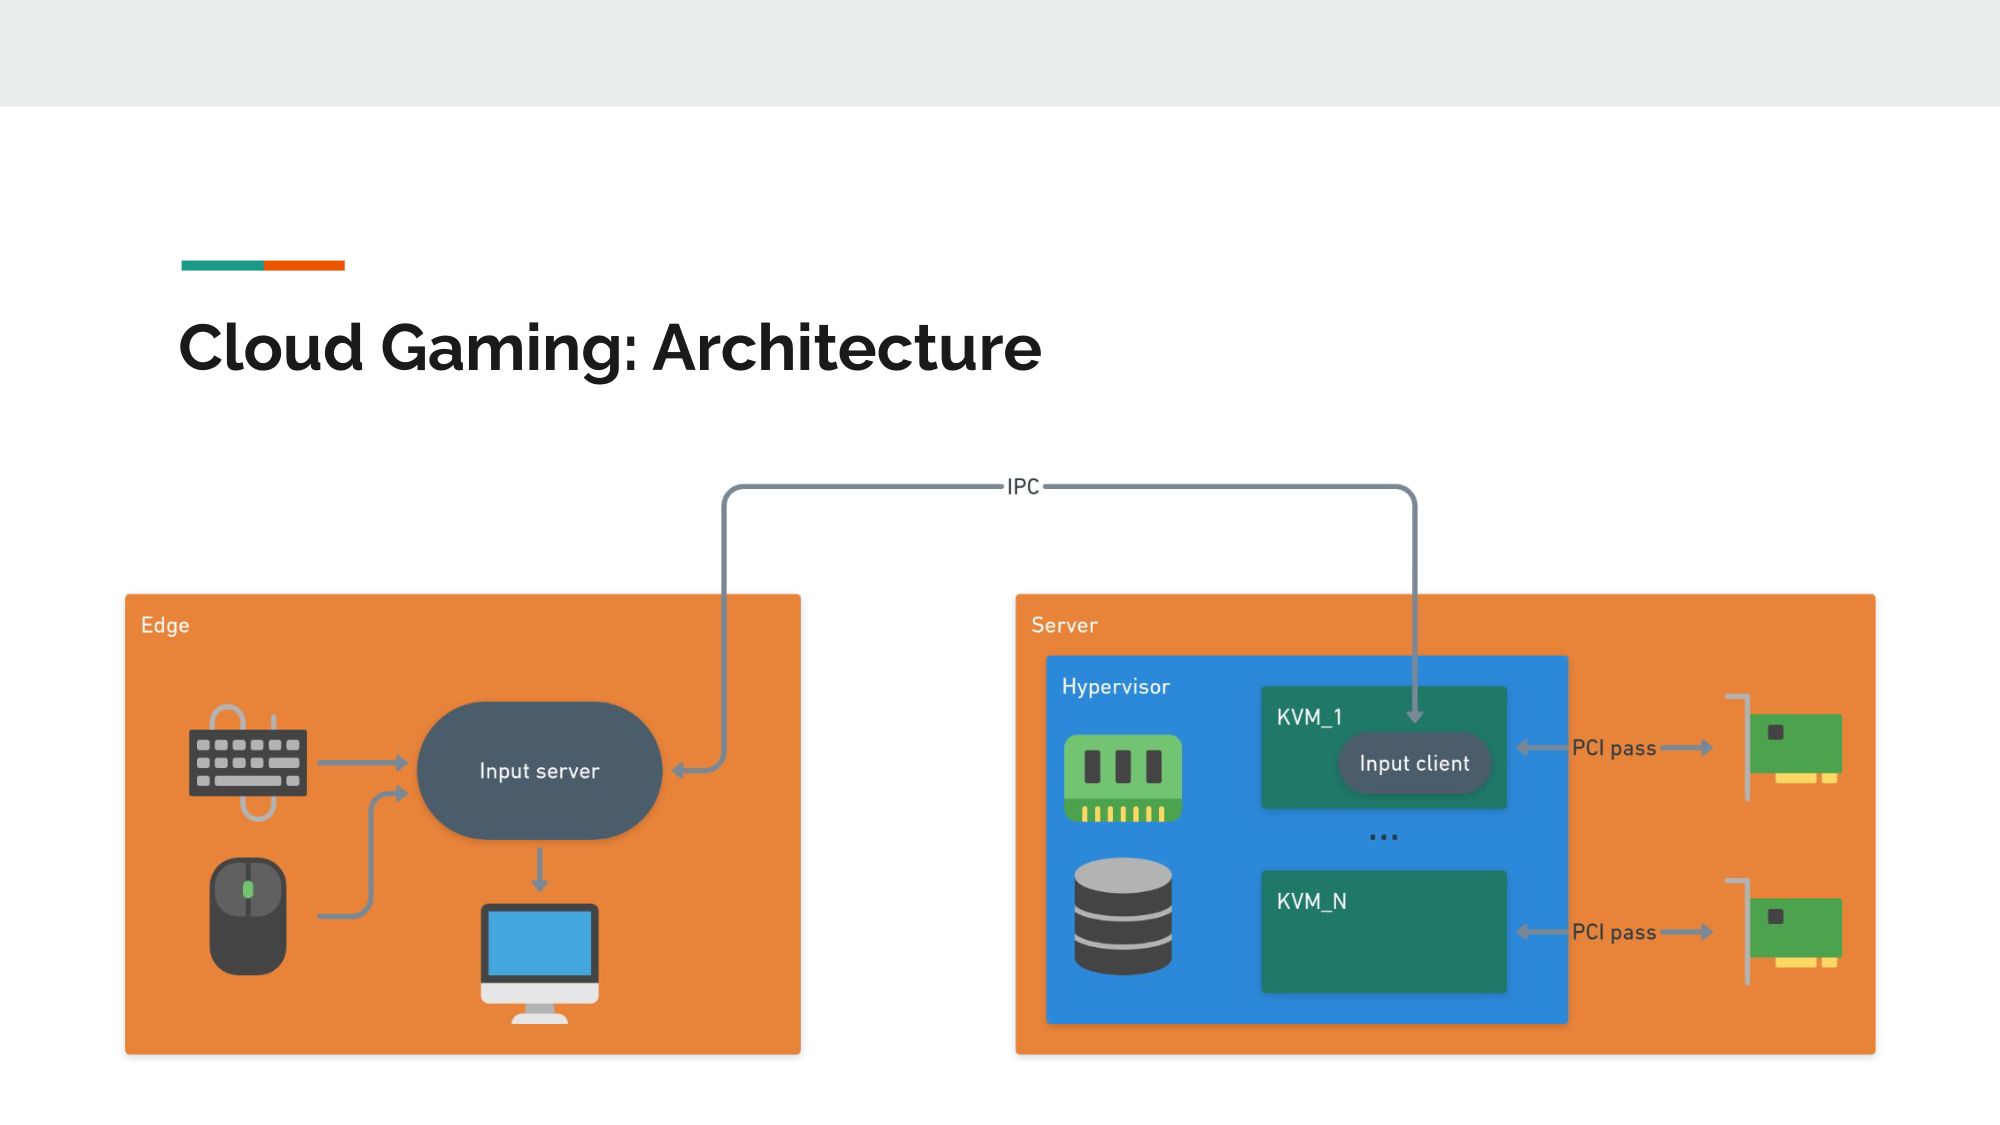 Cloud Gaming: Architecture
IPC
Edge
Input server
Server
Hypervisor
KVM_1
Input client
PCI pass
...
KVM_N
PCI pass